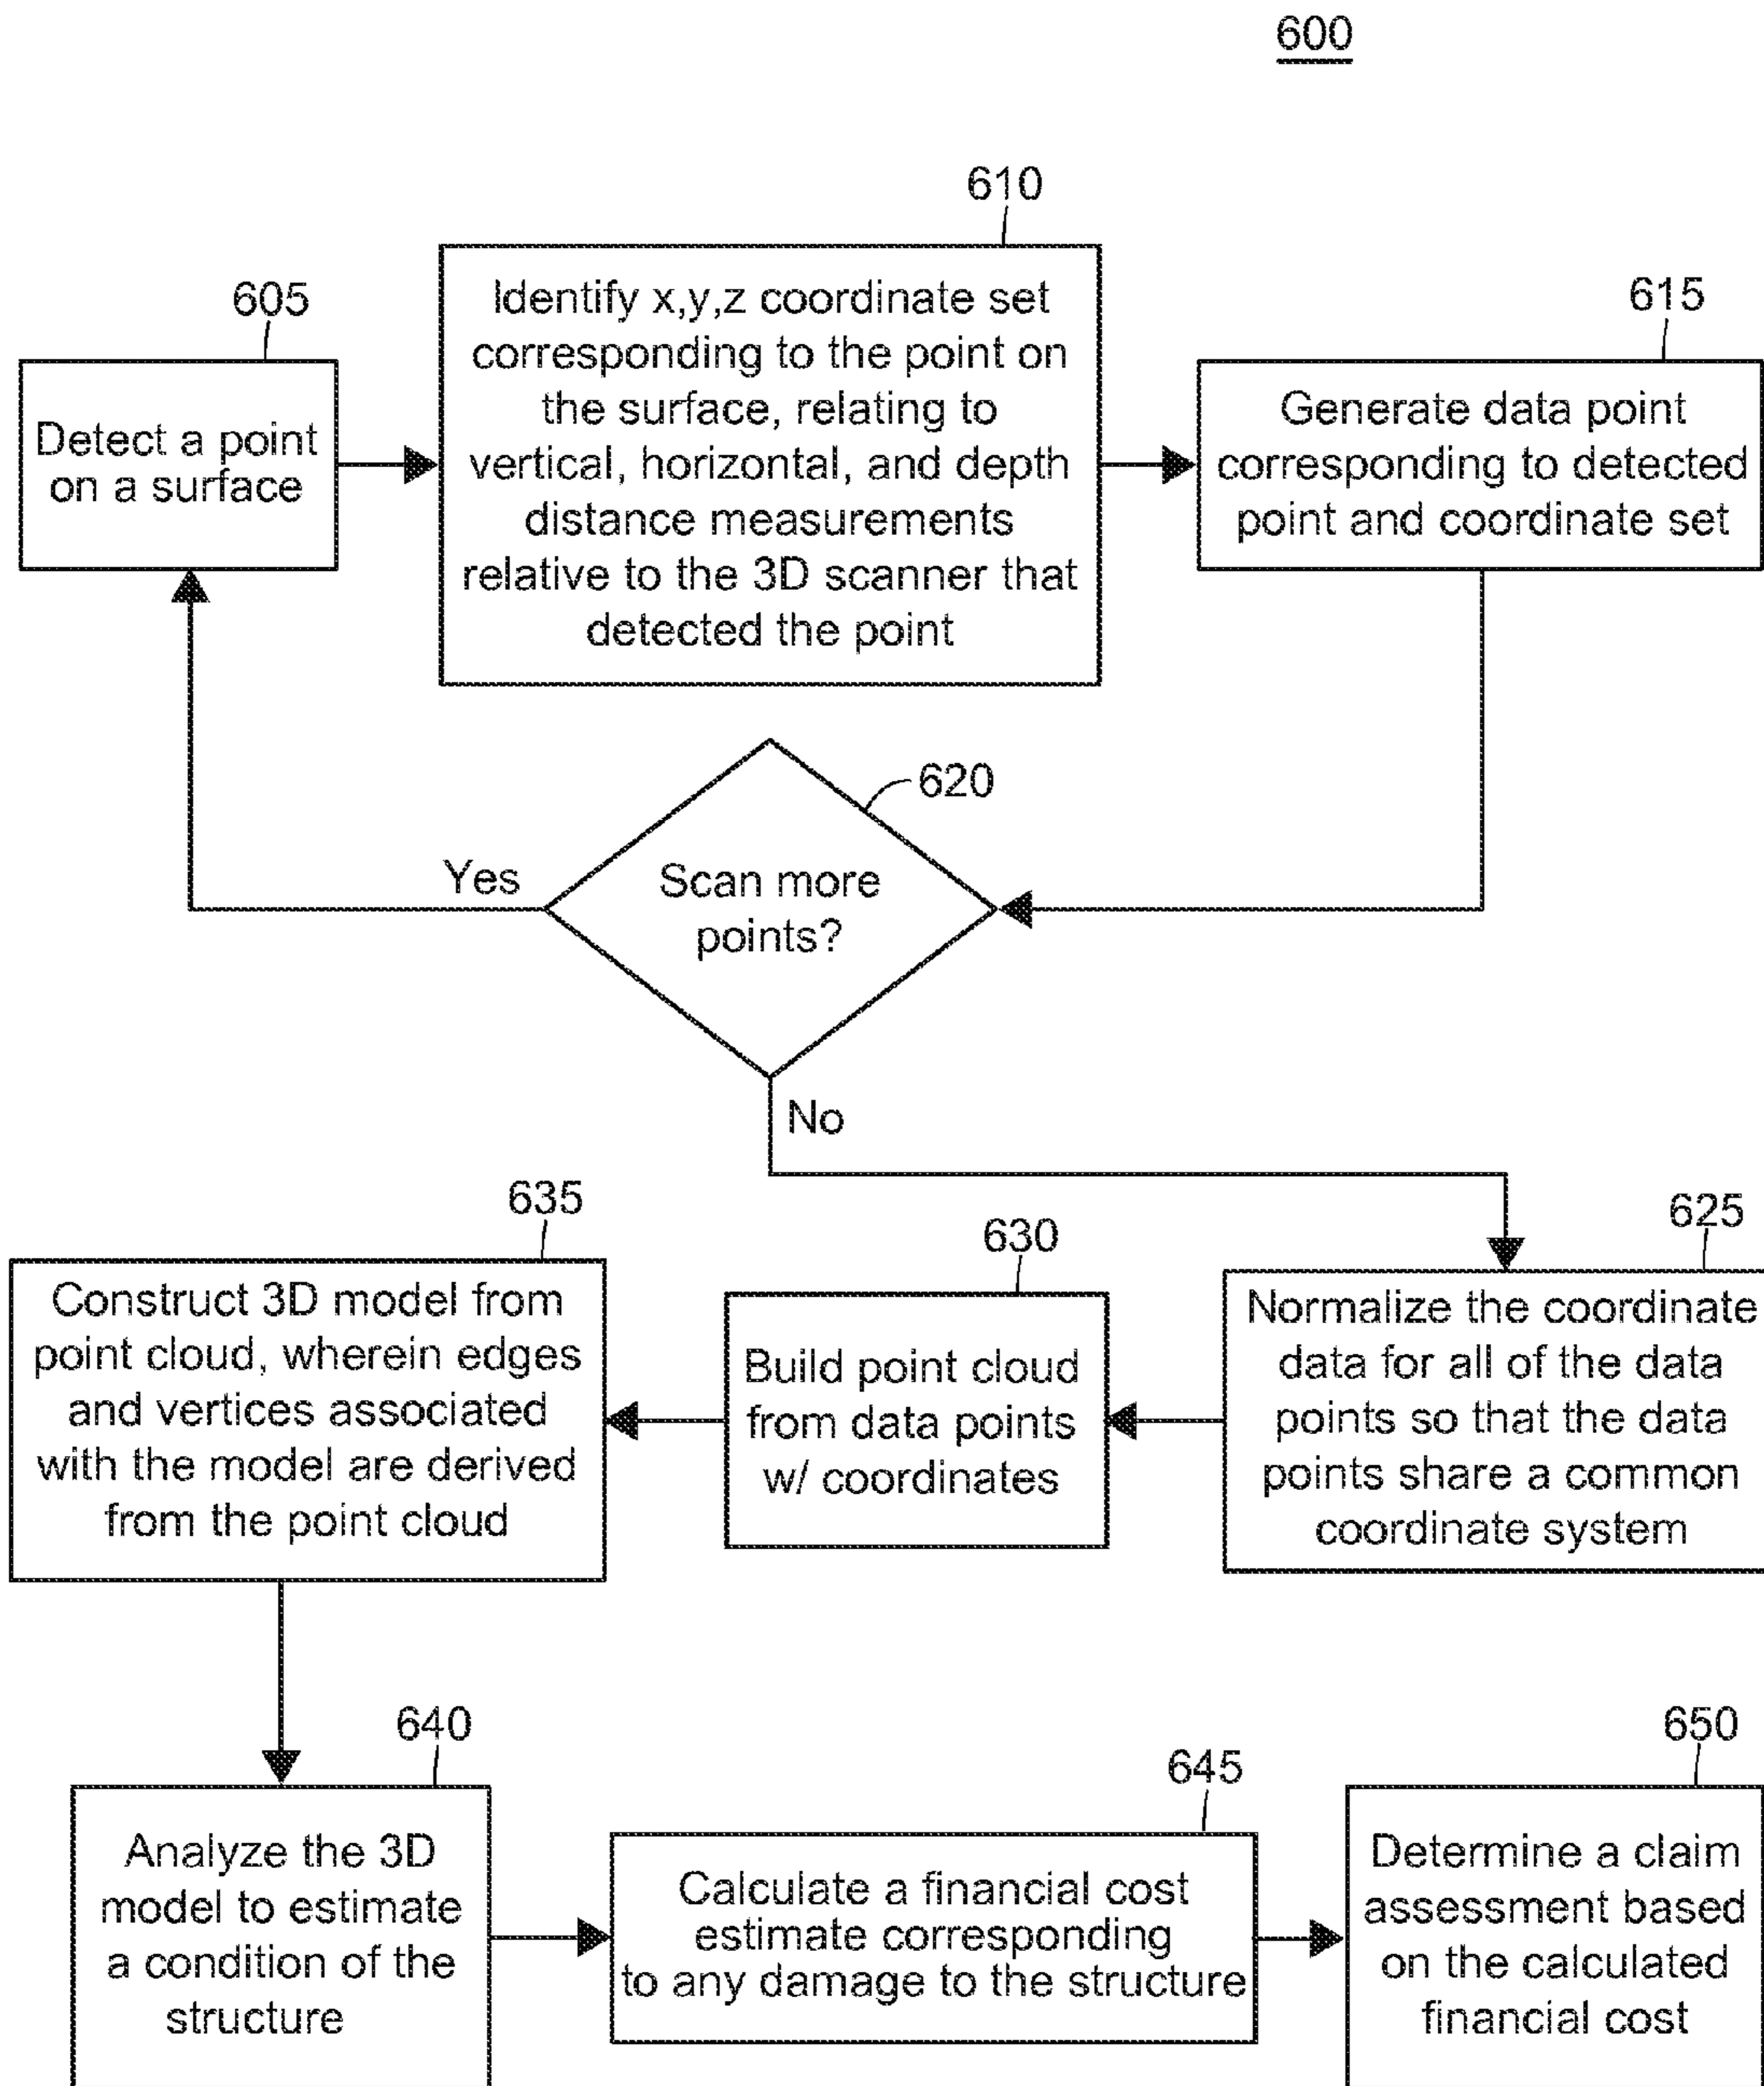 600
605
Detect a point
on a surface
610
Identify x,y,z coordinate set
corresponding to the point on
the surface, relating to
vertical, horizontal, and depth
distance measurements
relative to the 3D scanner that
detected the point
615
Generate data point
corresponding to detected
point and coordinate set
620
Scan more
points?
Yes
No
625
Normalize the coordinate
data for all of the data
points so that the data
points share a common
coordinate system
630
Build point cloud
from data points
w/ coordinates
635
Construct 3D model from
point cloud, wherein edges
and vertices associated
with the model are derived
from the point cloud
640
Analyze the 3D
model to estimate
a condition of the
structure
645
Calculate a financial cost
estimate corresponding
to any damage to the structure
650
Determine a claim
assessment based
on the calculated
financial cost